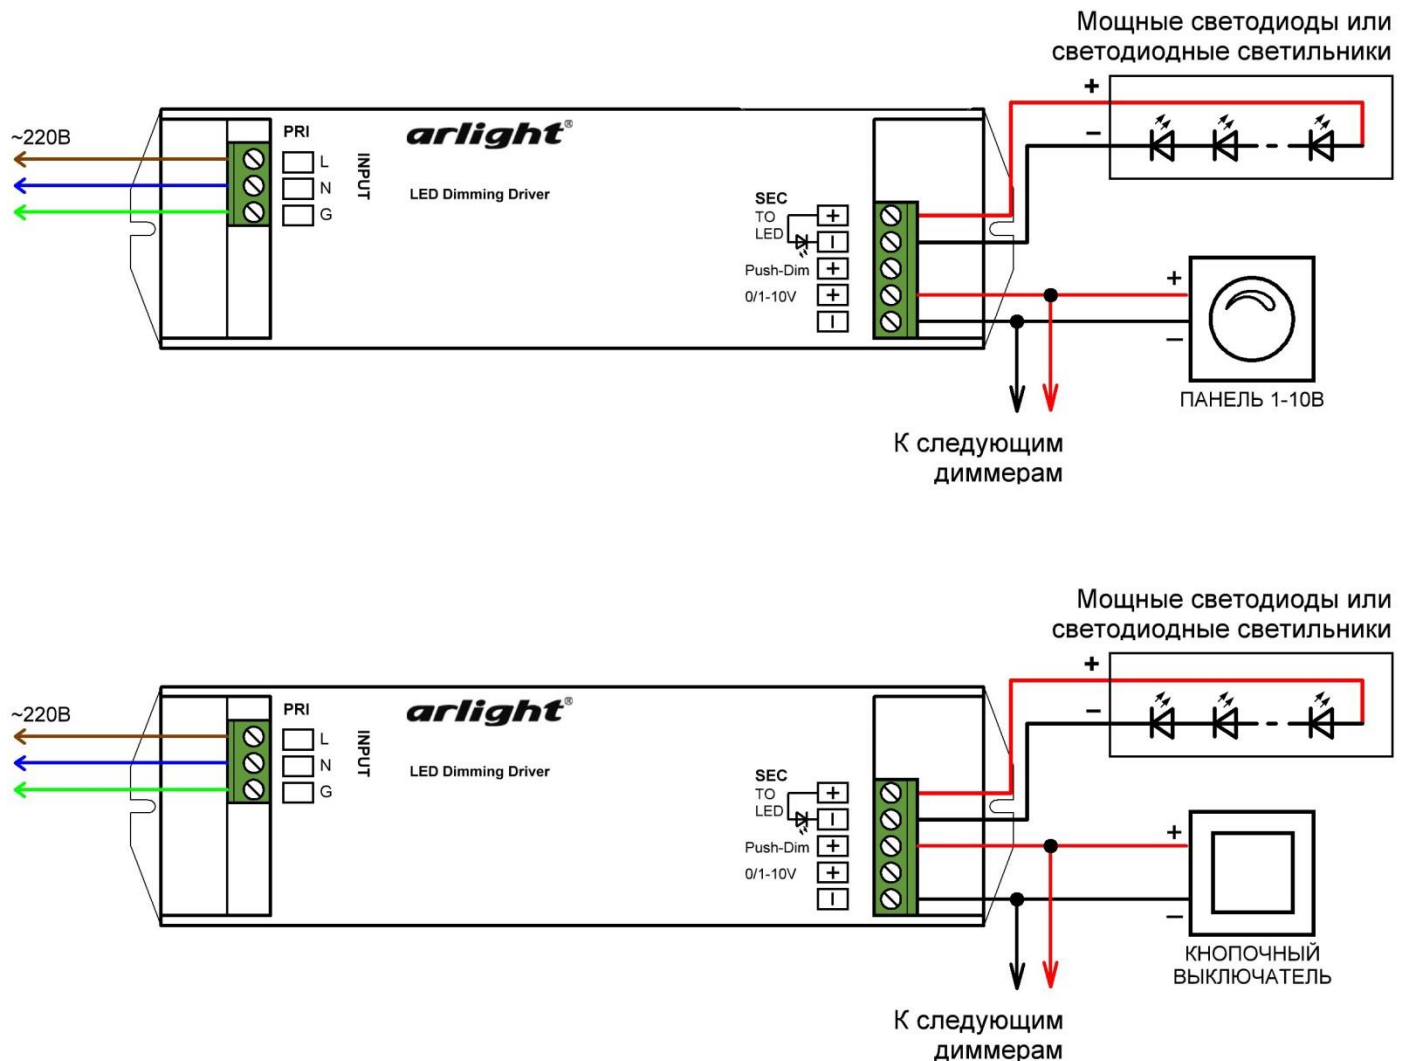 Мощные светодиоды или
светодиодные светильники
+
~220В
PRI
L
N
G
INPUT
arlight®
LED Dimming Driver
–
SEC
TO
LED
+
–
Push-Dim +
0/1-10V +
–
+
–
ПАНЕЛЬ 1-10В
К следующим
диммерам
Мощные светодиоды или
светодиодные светильники
+
~220В
PRI
L
N
G
INPUT
arlight®
LED Dimming Driver
–
SEC
TO
LED
+
–
Push-Dim +
0/1-10V +
–
+
–
КНОПОЧНЫЙ
ВЫКЛЮЧАТЕЛЬ
К следующим
диммерам